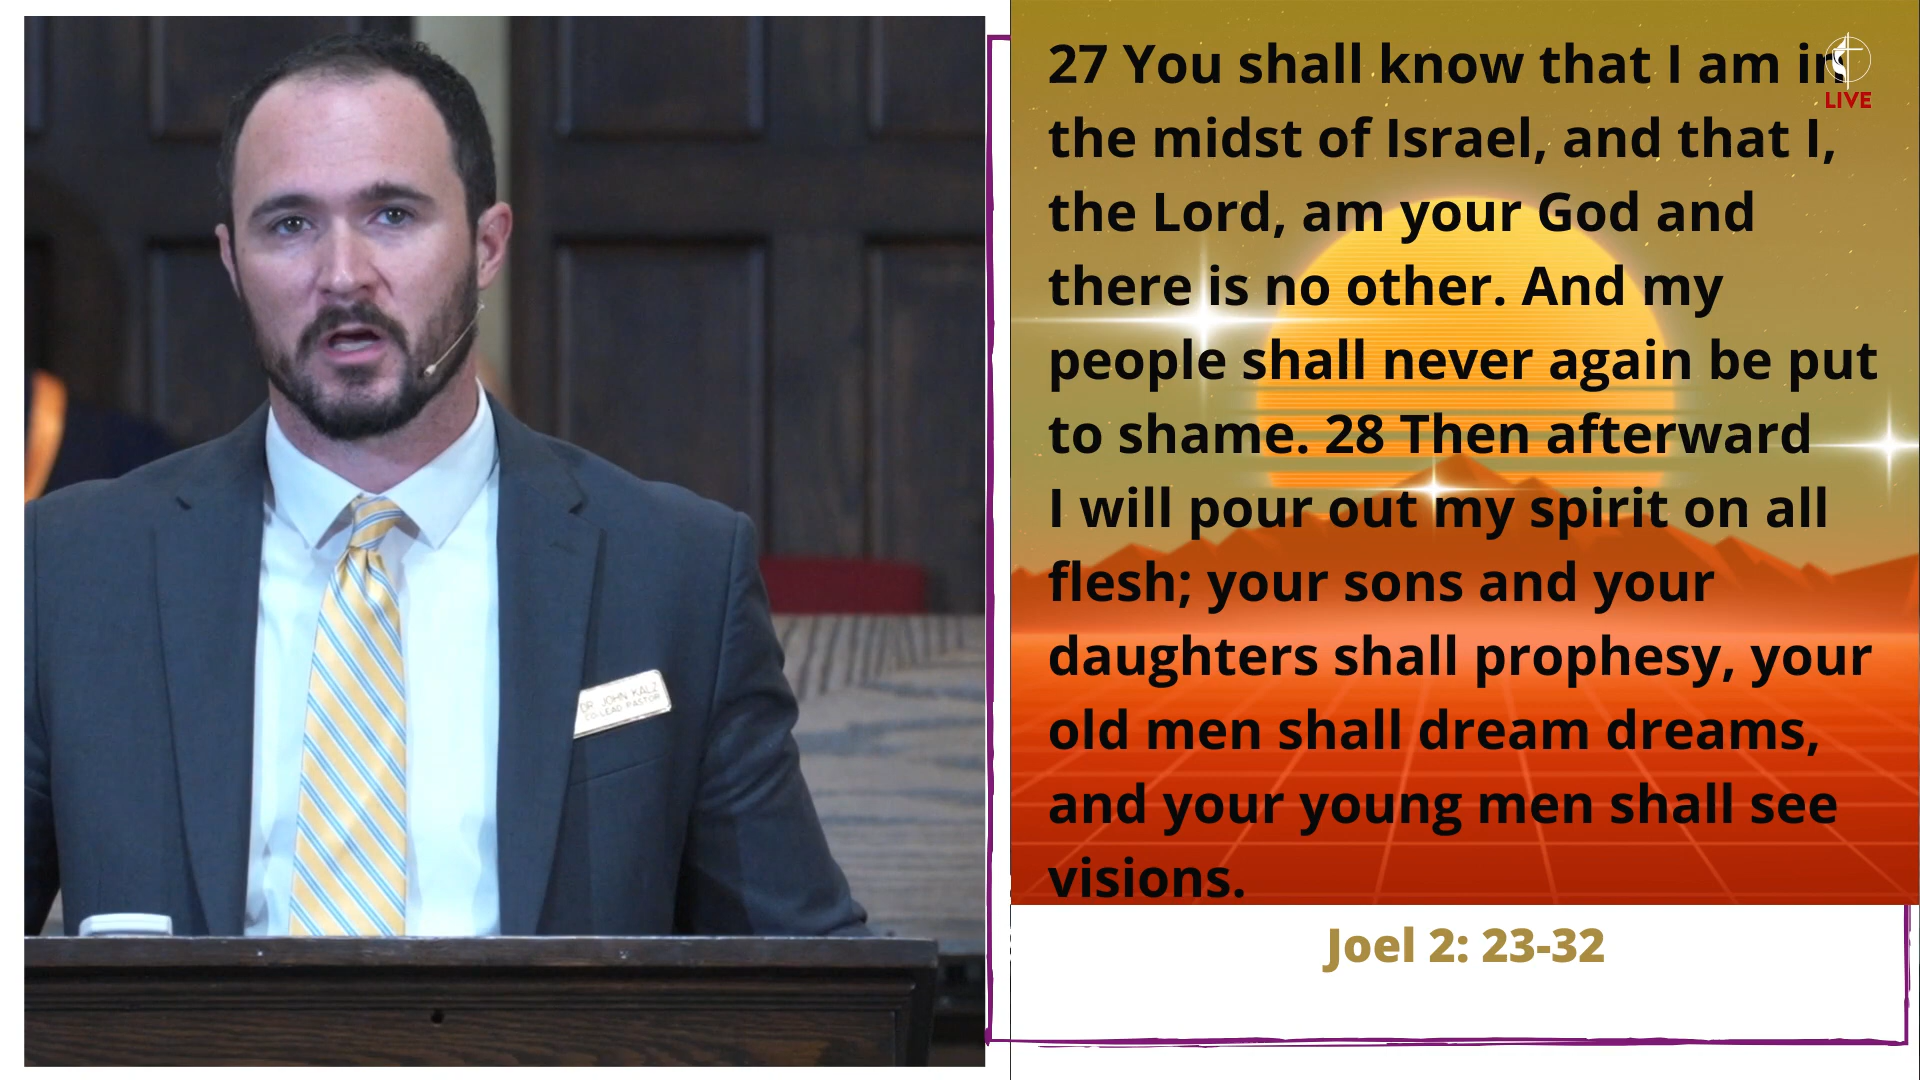 DR. JOHN KALZ
CO-LEAD PASTOR
27 You shall know that I am in
LIVE
the midst of Israel, and that I,
the Lord, am your God and
there is no other. And my
people shall never again be put
to shame. 28 Then afterward
I will pour out my spirit on all
flesh; your sons and your
daughters shall prophesy, your
old men shall dream dreams,
and your young men shall see
visions.
Joel 2: 23-32